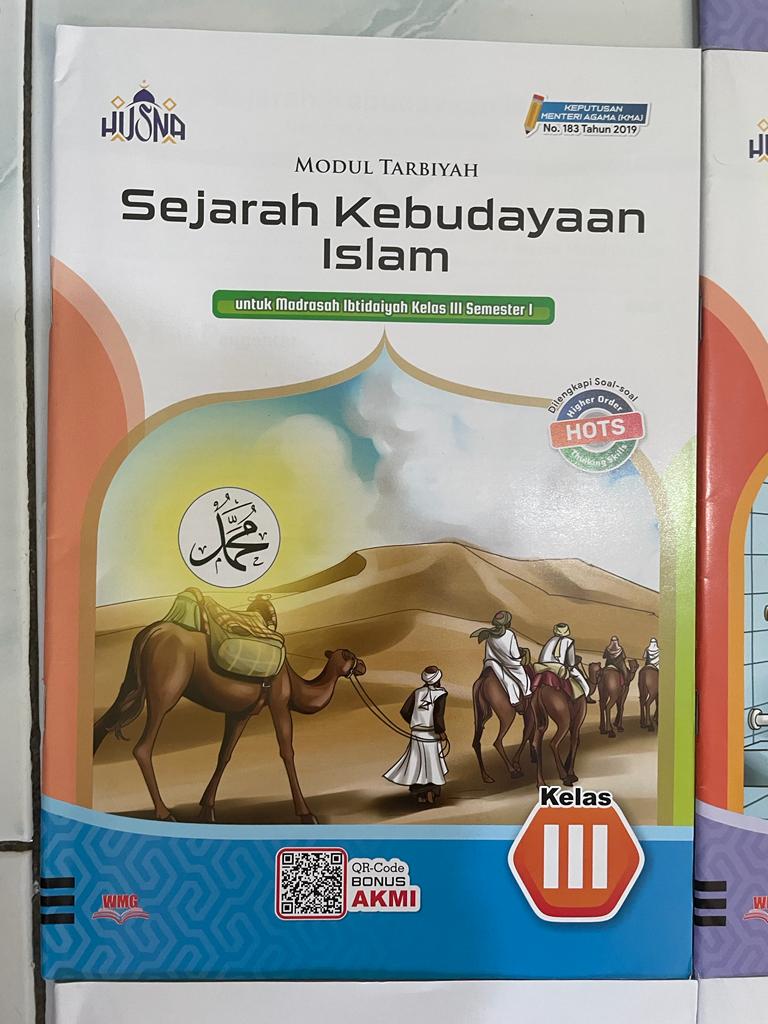 HUSNA
KEPUTUSAN
MENTERI AGAMA (KMA)
No. 183 Tahun 2019
MODUL TARBIYAH
Sejarah Kebudayaan
Islam
untuk Madrasah Ibtidaiyah Kelas III Semester I
Dilengkapi Soal-soal
Higher Order
HOTS
Thinking Skills
محمد
Kelas
III
QR-Code
BONUS
AKMI
WMG